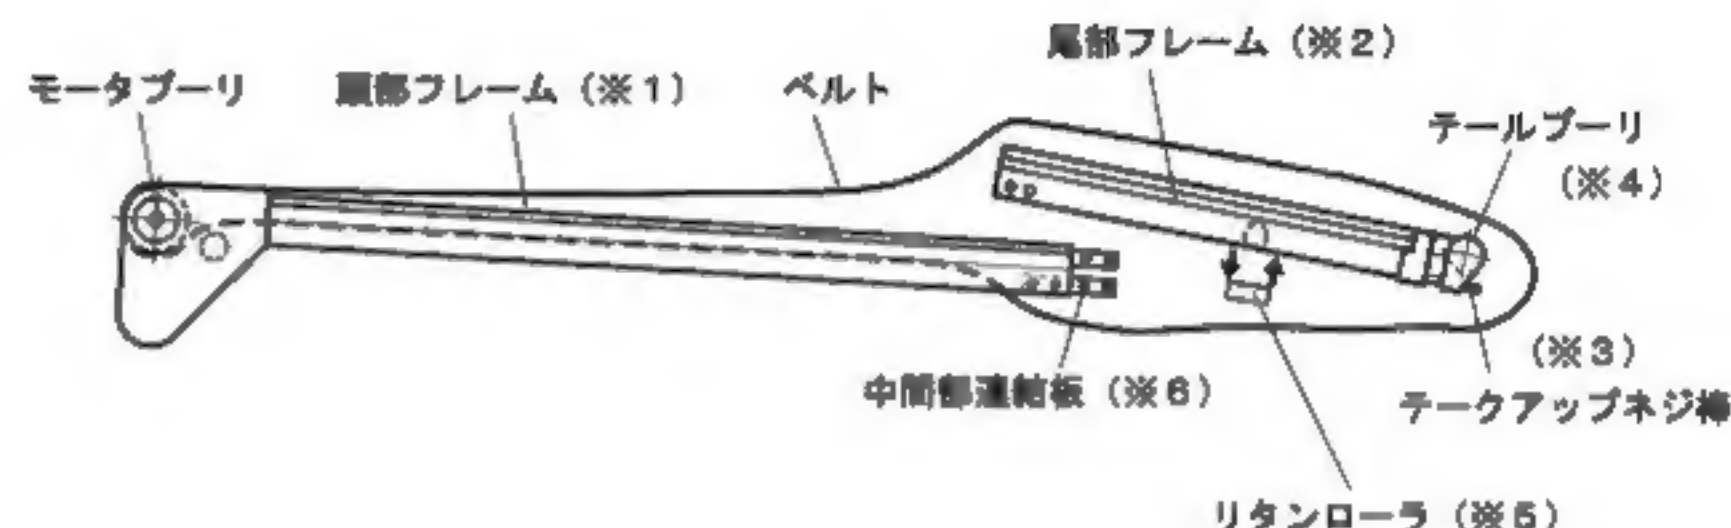 尾部フレーム（※2）
モータプーリ
頭部フレーム（※1）
ベルト
テールプーリ
（※4）
（※3）
中間部連結板（※6）
テークアップネジ棒
リタンローラ（※5）